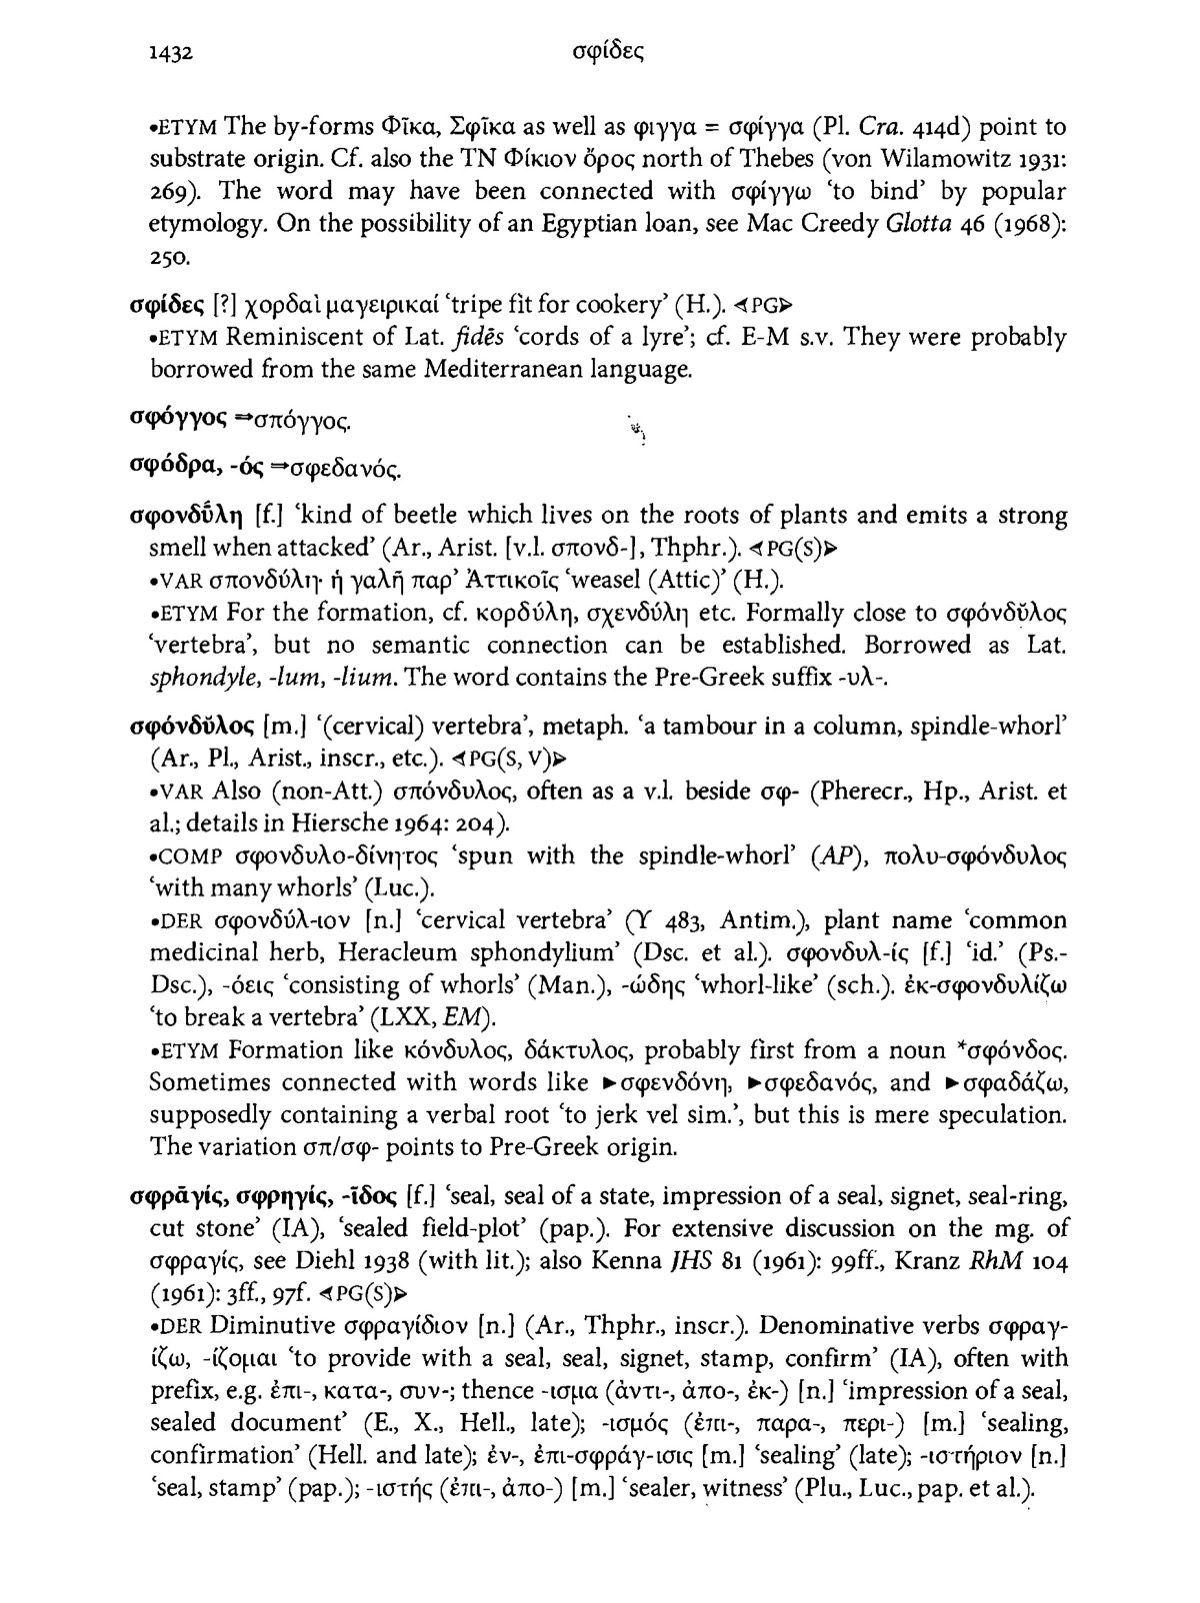 1432 σφίδες
•ETYM The by-forms Φῖκα, Σφῖκα as well as φιγγα = σφίγγα (Pl. Cra. 414d) point to
substrate origin. Cf. also the TN Φίκιον ὄρος north of Thebes (von Wilamowitz 1931:
269). The word may have been connected with σφίγγω ‘to bind’ by popular
etymology. On the possibility of an Egyptian loan, see Mac Creedy Glotta 46 (1968):
250.
σφίδες [?] χορδαὶ μαγειρικαί ‘tripe fit for cookery’ (H.). ⊲PG⊳
•ETYM Reminiscent of Lat. fidēs ‘cords of a lyre’; cf. E-M s.v. They were probably
borrowed from the same Mediterranean language.
σφόγγος ⇒σπόγγος.
σφόδρα, -ός ⇒σφεδανός.
σφονδΰλη [f.] ‘kind of beetle which lives on the roots of plants and emits a strong
smell when attacked’ (Ar., Arist. [v.l. σπονδ-], Thphr.). ⊲PG(S)⊳
•VAR σπονδύλη· ἡ γαλῆ παρ’ Ἀττικοῖς ‘weasel (Attic)’ (H.).
•ETYM For the formation, cf. κορδύλη, σχενδύλη etc. Formally close to σφόνδῠλος
‘vertebra’, but no semantic connection can be established. Borrowed as Lat.
sphondyle, -lum, -lium. The word contains the Pre-Greek suffix -υλ-.
σφόνδῠλος [m.] ‘(cervical) vertebra’, metaph. ‘a tambour in a column, spindle-whorl’
(Ar., Pl., Arist., inscr., etc.). ⊲PG(S, V)⊳
•VAR Also (non-Att.) σπόνδυλος, often as a v.l. beside σφ- (Pherecr., Hp., Arist. et
al.; details in Hiersche 1964: 204).
•COMP σφονδυλο-δίνητος ‘spun with the spindle-whorl’ (AP), πολυ-σφόνδυλος
‘with many whorls’ (Luc.).
•DER σφονδύλ-ιον [n.] ‘cervical vertebra’ (Υ 483, Antim.), plant name ‘common
medicinal herb, Heracleum sphondylium’ (Dsc. et al.). σφονδυλ-ίς [f.] ‘id.’ (Ps.-
Dsc.), -όεις ‘consisting of whorls’ (Man.), -ώδης ‘whorl-like’ (sch.). ἐκ-σφονδυλίζω
‘to break a vertebra’ (LXX, EM).
•ETYM Formation like κόνδυλος, δάκτυλος, probably first from a noun *σφόνδος.
Sometimes connected with words like ►σφενδόνη, ►σφεδανός, and ►σφαδάζω,
supposedly containing a verbal root ‘to jerk vel sim.’, but this is mere speculation.
The variation σπ/σφ- points to Pre-Greek origin.
σφρᾱγίς, σφρηγίς, -ῖδος [f.] ‘seal, seal of a state, impression of a seal, signet, seal-ring,
cut stone’ (IA), ‘sealed field-plot’ (pap.). For extensive discussion on the mg. of
σφραγίς, see Diehl 1938 (with lit.); also Kenna JHS 81 (1961): 99ff., Kranz RhM 104
(1961): 3ff., 97f. ⊲PG(S)⊳
•DER Diminutive σφραγίδιον [n.] (Ar., Thphr., inscr.). Denominative verbs σφραγ-
ίζω, -ίζομαι ‘to provide with a seal, seal, signet, stamp, confirm’ (IA), often with
prefix, e.g. ἐπι-, κατα-, συν-; thence -ισμα (ἀντι-, ἀπο-, ἐκ-) [n.] ‘impression of a seal,
sealed document’ (E., X., Hell., late); -ισμός (ἐπι-, παρα-, περι-) [m.] ‘sealing,
confirmation’ (Hell. and late); ἐν-, ἐπι-σφράγ-ισις [m.] ‘sealing’ (late); -ιστήριον [n.]
‘seal, stamp’ (pap.); -ιστής (ἐπι-, ἀπο-) [m.] ‘sealer, witness’ (Plu., Luc., pap. et al.).